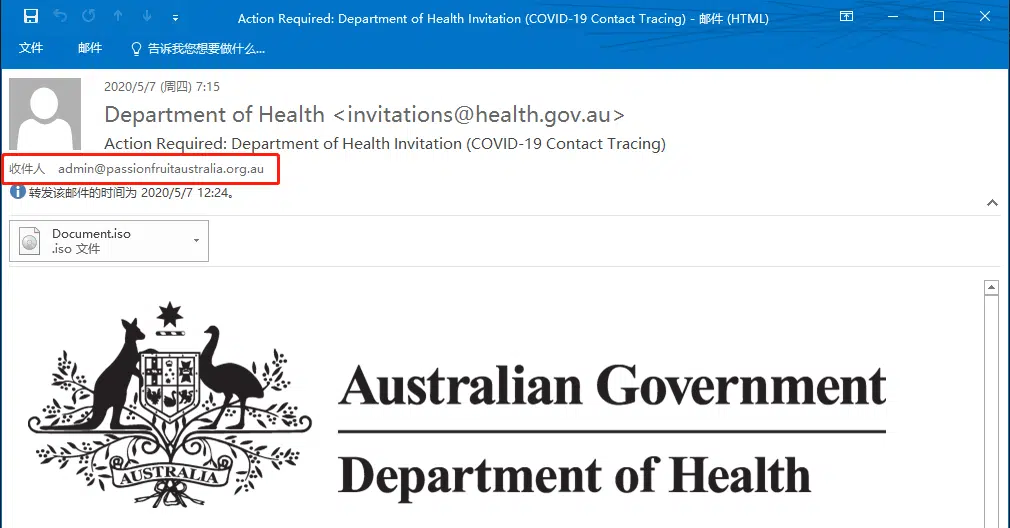 Action Required: Department of Health Invitation (COVID-19 Contact Tracing) - 邮件 (HTML)
文件 邮件 告诉我您想要做什么...
2020/5/7 (周四) 7:15
Department of Health <invitations@health.gov.au>
Action Required: Department of Health Invitation (COVID-19 Contact Tracing)
收件人 admin@passionfruitaustralia.org.au
转发该邮件的时间为 2020/5/7 12:24。
Document.iso
.iso 文件
Australian Government
Department of Health
AUSTRALIA